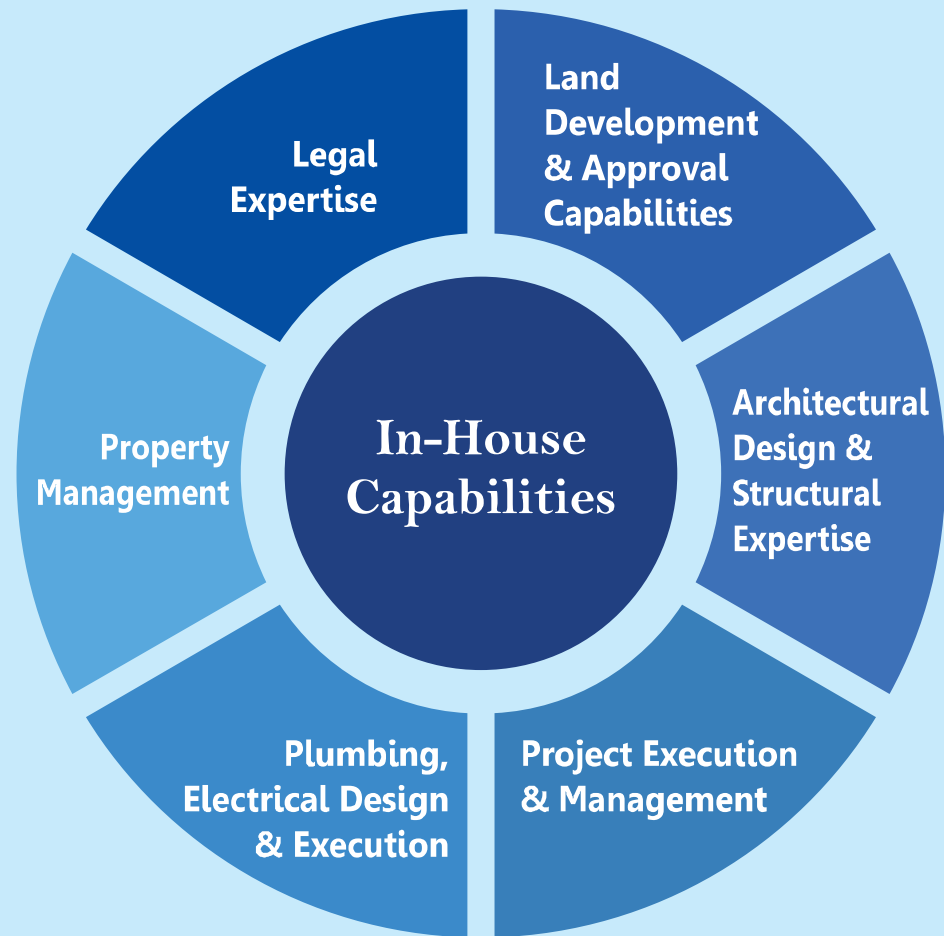 Legal
Expertise
Land
Development
& Approval
Capabilities
Architectural
Design &
Structural
Expertise
Project Execution
& Management
Plumbing,
Electrical Design
& Execution
Property
Management
In-House
Capabilities